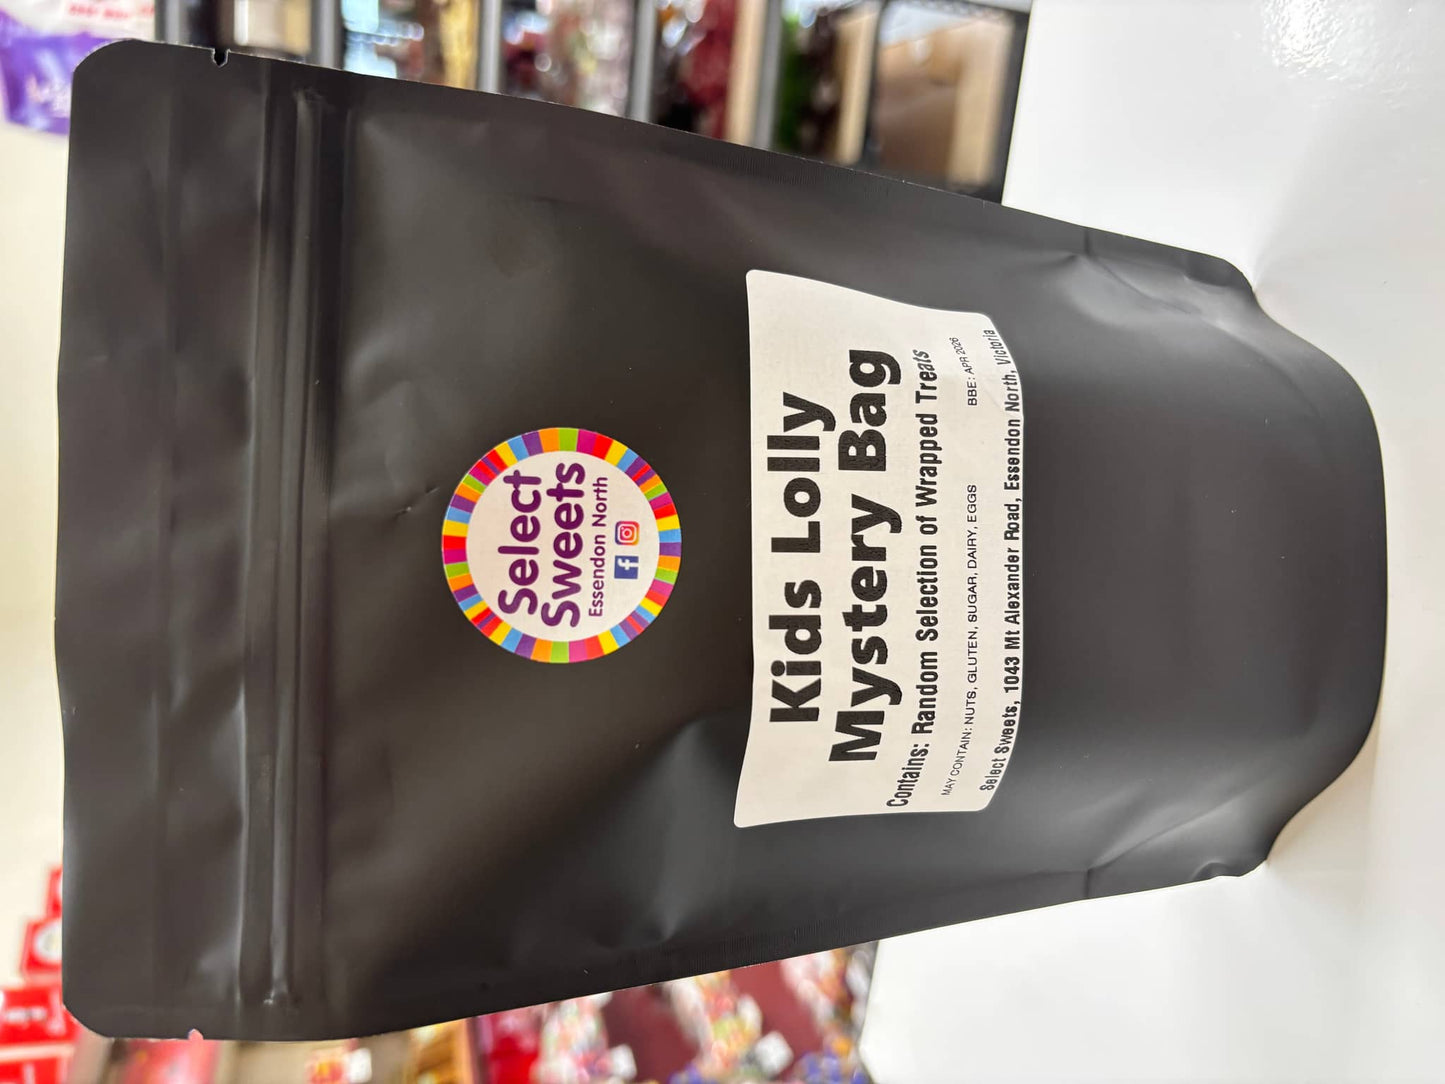 Select
Sweets
Essendon North
Kids Lolly
Mystery Bag
Contains: Random Selection of Wrapped Treats
MAY CONTAIN: NUTS, GLUTEN, SUGAR, DAIRY, EGGS BBE: APR 2026
Select Sweets, 1043 Mt Alexander Road, Essendon North, Victoria